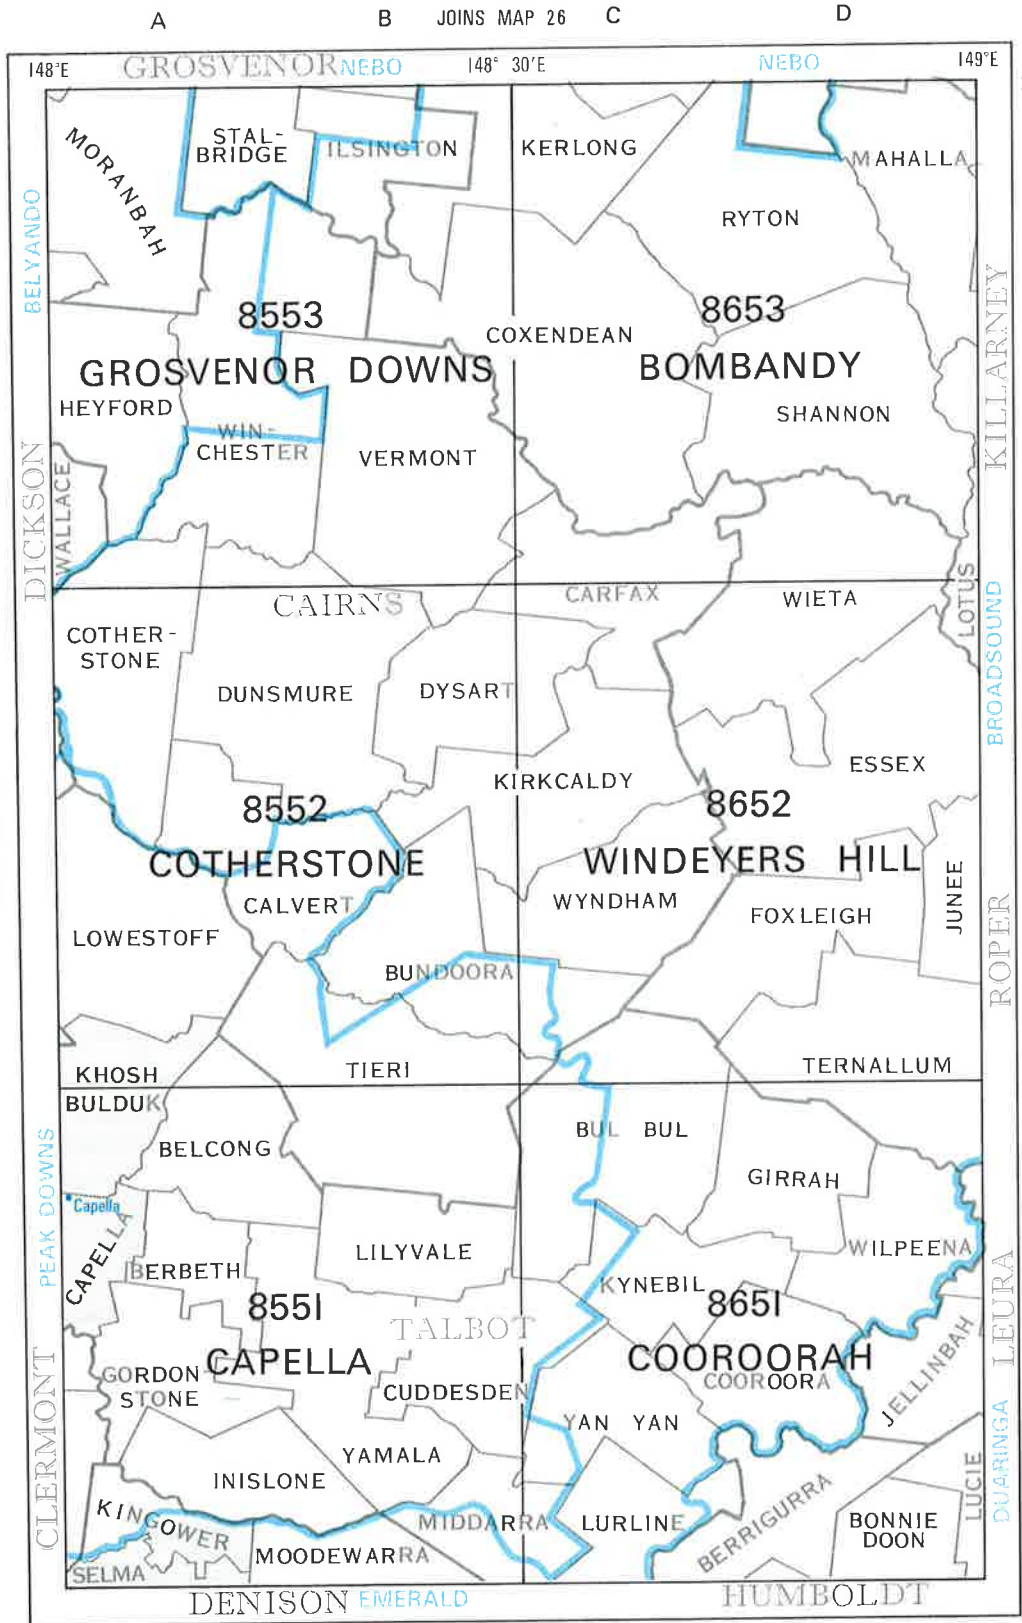 A B JOINS MAP 26 C D
148°E GROSVENOR NEBO 148° 30'E NEBO 149°E
MORANBAH
STAL-
BRIDGE
ILSINGTON
KERLONG
MAHALLA
RYTON
BELYANDO
8553
8653
COXENDEAN
KILLARNEY
GROSVENOR DOWNS
BOMBANDY
HEYFORD
SHANNON
WIN-
CHESTER
VERMONT
DICKSON
WALLACE
CAIRNS
CARFAX
WIETA
LOTUS
COTHER-
STONE
BROADSOUND
DUNSMURE
DYSART
KIRKCALDY
ESSEX
8552
8652
COTHERSTONE
WINDEYERS HILL
CALVERT
WYNDHAM
FOXLEIGH
JUNEE
LOWESTOFF
BUNDOORA
ROPER
KHOSH
BULDUK
TIERI
TERNALLUM
BELCONG
BUL BUL
GIRRAH
PEAK DOWNS
Capella
CAPELLA
BERBETH
LILYVALE
WILPEENA
KYNEBIL
8551
8651
LEURA
TALBOT
CAPELLA
COOROORAH
COOROORA
JELLINBAH
GORDON
STONE
CUDDESDEN
CLERMONT
YAN YAN
YAMALA
INISLONE
LUCIE
DUARINGA
KINGOWER
MIDDARRA
LURLINE
BERRIGURRA
BONNIE
DOON
MOODEWARRA
SELMA
DENISON EMERALD HUMBOLDT